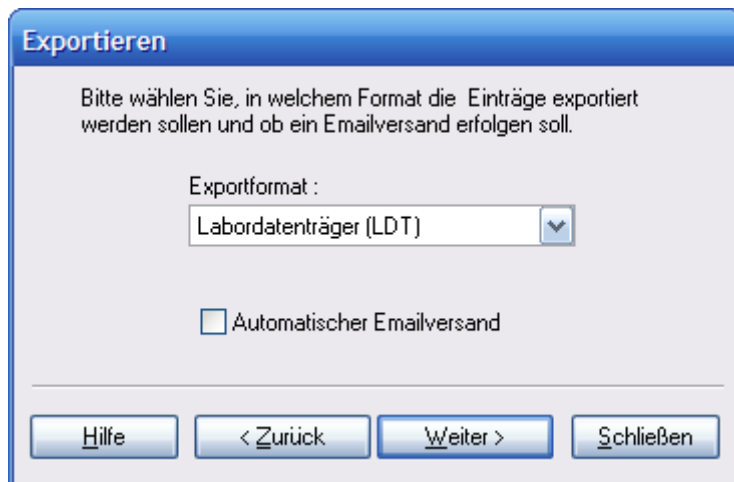 Exportieren
Bitte wählen Sie, in welchem Format die Einträge exportiert
werden sollen und ob ein Emailversand erfolgen soll.
Exportformat :
Labordatenträger (LDT)
Automatischer Emailversand
Hilfe
< Zurück
Weiter >
Schließen